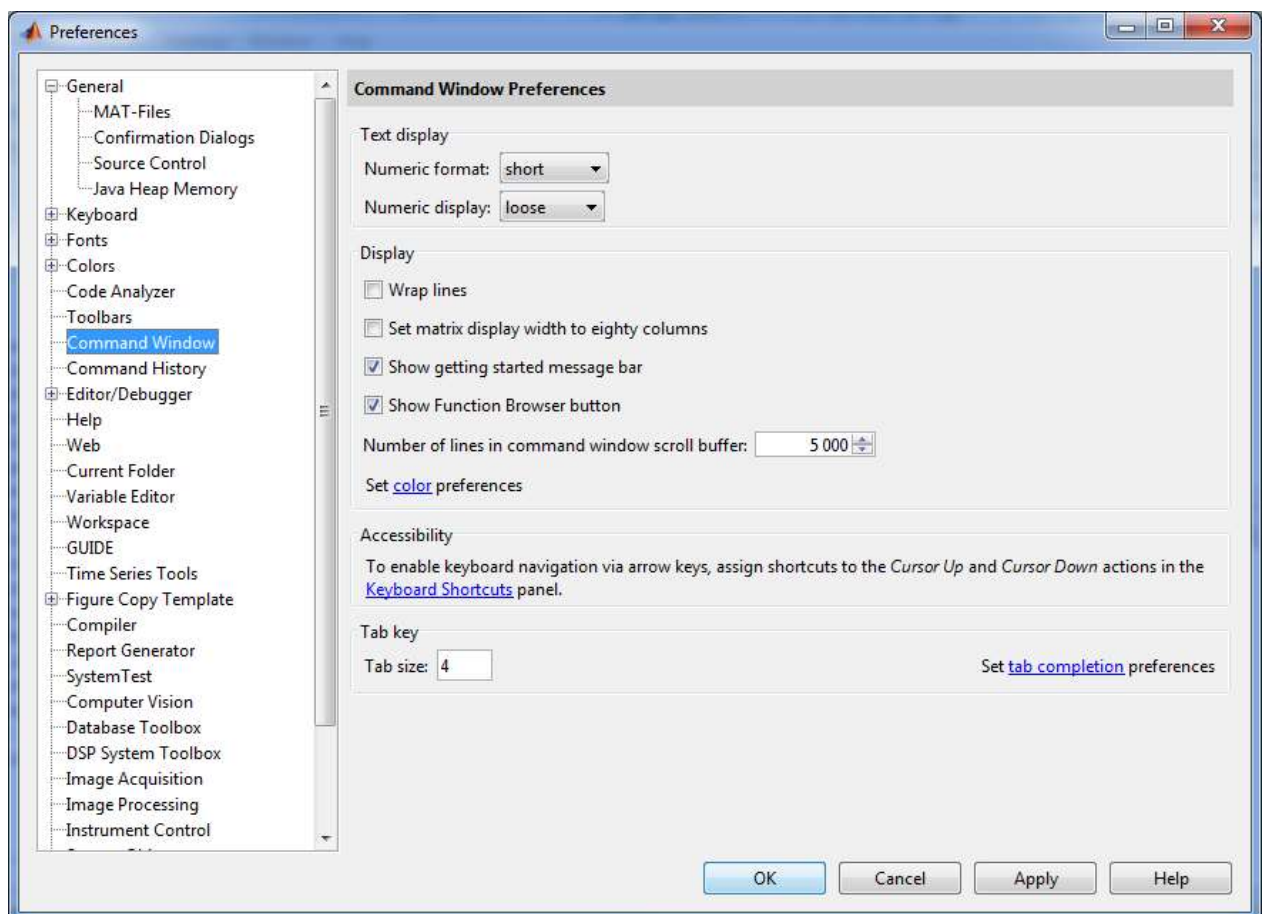 Preferences
General
MAT-Files
Confirmation Dialogs
Source Control
Java Heap Memory
Keyboard
Fonts
Colors
Code Analyzer
Toolbars
Command Window
Command History
Editor/Debugger
Help
Web
Current Folder
Variable Editor
Workspace
GUIDE
Time Series Tools
Figure Copy Template
Compiler
Report Generator
SystemTest
Computer Vision
Database Toolbox
DSP System Toolbox
Image Acquisition
Image Processing
Instrument Control
Command Window Preferences
Text display
Numeric format: short
Numeric display: loose
Display
Wrap lines
Set matrix display width to eighty columns
Show getting started message bar
Show Function Browser button
Number of lines in command window scroll buffer: 5 000
Set color preferences
Accessibility
To enable keyboard navigation via arrow keys, assign shortcuts to the Cursor Up and Cursor Down actions in the
Keyboard Shortcuts panel.
Tab key
Tab size: 4 Set tab completion preferences
OK Cancel Apply Help